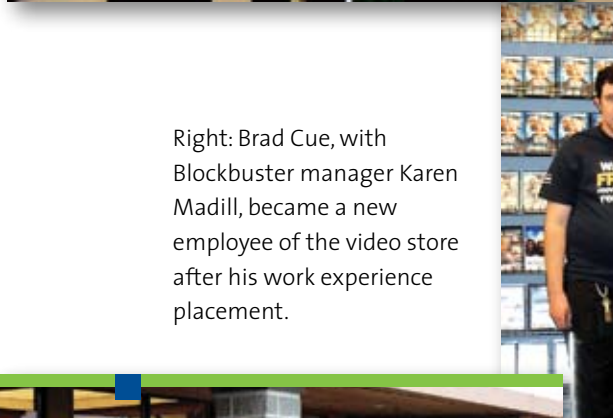 Right: Brad Cue, with
Blockbuster manager Karen
Madill, became a new
employee of the video store
after his work experience
placement.